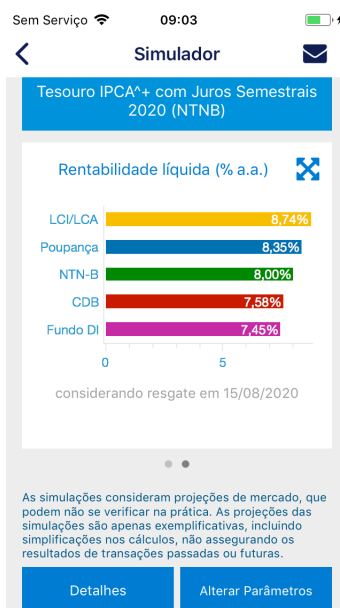 Sem Serviço 09:03
Simulador
Tesouro IPCA^+ com Juros Semestrais
2020 (NTNB)
Rentabilidade líquida (% a.a.)
LCI/LCA 8,74%
Poupança 8,35%
NTN-B 8,00%
CDB 7,58%
Fundo DI 7,45%
0 5
considerando resgate em 15/08/2020
As simulações consideram projeções de mercado, que
podem não se verificar na prática. As projeções das
simulações são apenas exemplificativas, incluindo
simplificações nos cálculos, não assegurando os
resultados de transações passadas ou futuras.
Detalhes Alterar Parâmetros